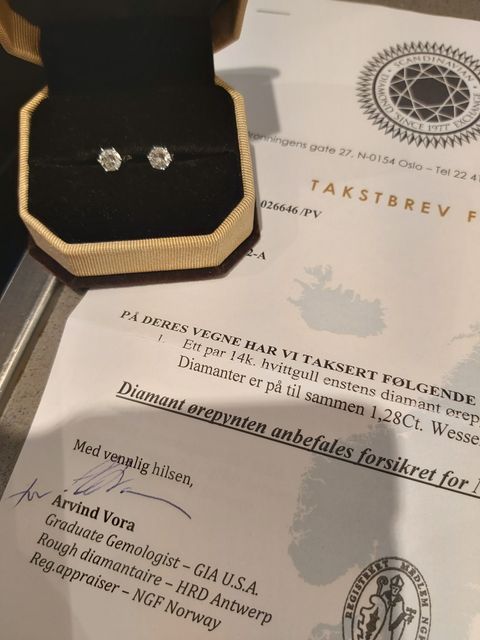 SCANDINAVIAN DIAMOND EXCHANGE SINCE 1977
gate 27, N-0154 Oslo – Tel 22 4
TAKSTBREV F
026646/PV
2-A
PÅ DERES VEGNE HAR VI TAKSERT FØLGENDE
1. Ett par 14k. hvittgull enstens diamant ørep
Diamanter er på til sammen 1,28Ct. Wesse
Diamant ørepynten anbefales forsikret for
Med vennlig hilsen,
Arvind Vora
Graduate Gemologist – GIA U.S.A.
Rough diamantaire – HRD Antwerp
Reg.appraiser – NGF Norway
REGISTRERT MEDLEM NG